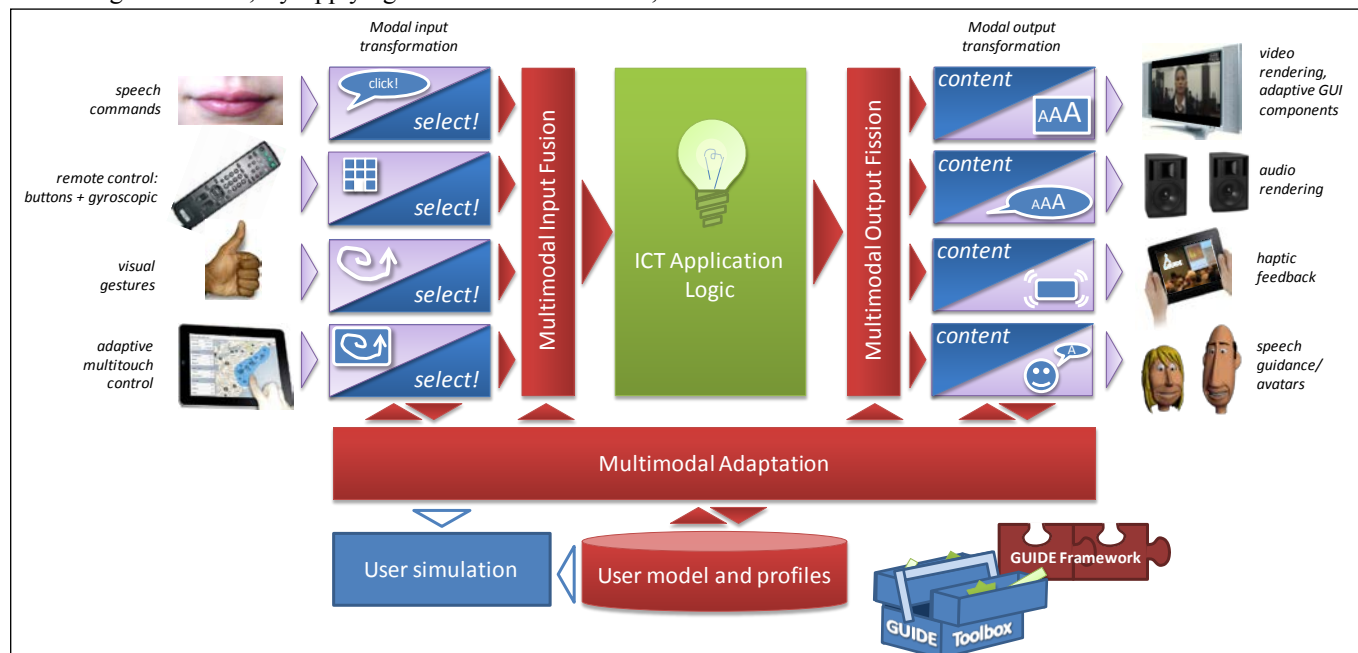 Modal input
transformation
Modal output
transformation
speech
commands
click!
select!
remote control:
buttons + gyroscopic
select!
visual
gestures
select!
adaptive
multitouch
control
select!
Multimodal Input Fusion
ICT Application
Logic
Multimodal Output Fission
content
AAA
video
rendering,
adaptive GUI
components
content
AAA
audio
rendering
content
GUIDE
haptic
feedback
content
A
speech
guidance/
avatars
Multimodal Adaptation
User simulation
User model and profiles
GUIDE Framework
GUIDE Toolbox